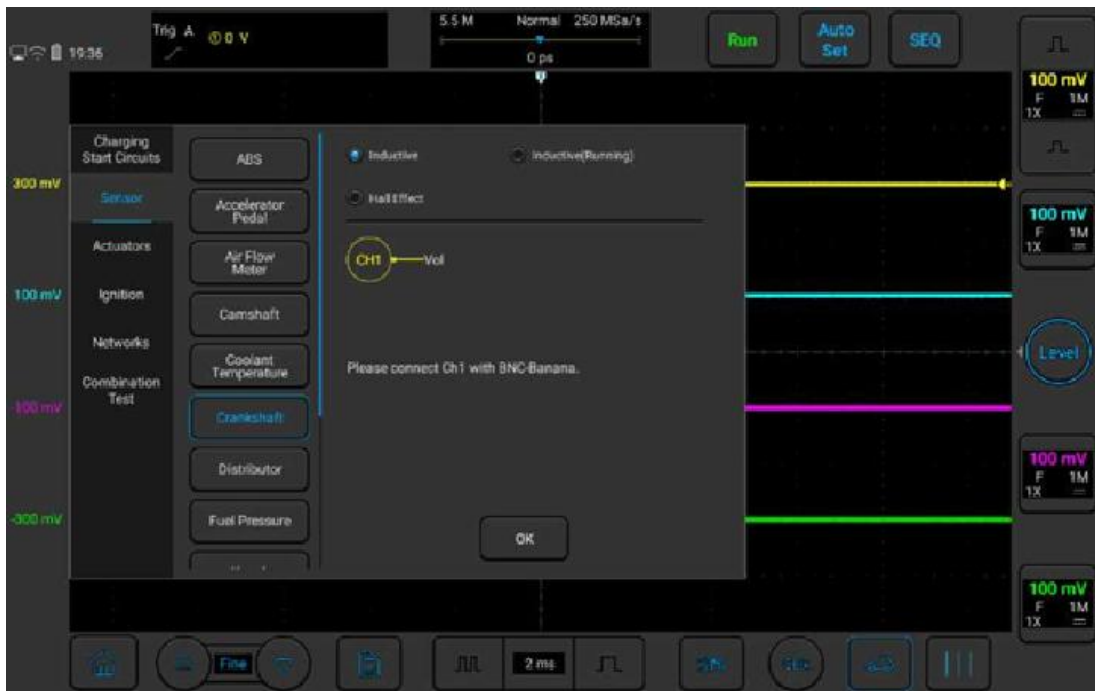 5.5 M Normal 250 MSa/s
Trig A ① 0 V
19:36
0 ps
Run
Auto
Set
SEQ
100 mV
F 1M
1X
Charging
Start Circuits
Sensor
Actuators
Ignition
Networks
Combination
Test
ABS
Accelerator
Pedal
Air Flow
Meter
Camshaft
Coolant
Temperature
Crankshaft
Distributor
Fuel Pressure
Inductive
Inductive(Running)
Hall Effect
CH1 Vol
Please connect Ch1 with BNC-Banana.
OK
300 mV
100 mV
-100 mV
-300 mV
100 mV
F 1M
1X
Level
100 mV
F 1M
1X
100 mV
F 1M
1X
Fine
2 ms